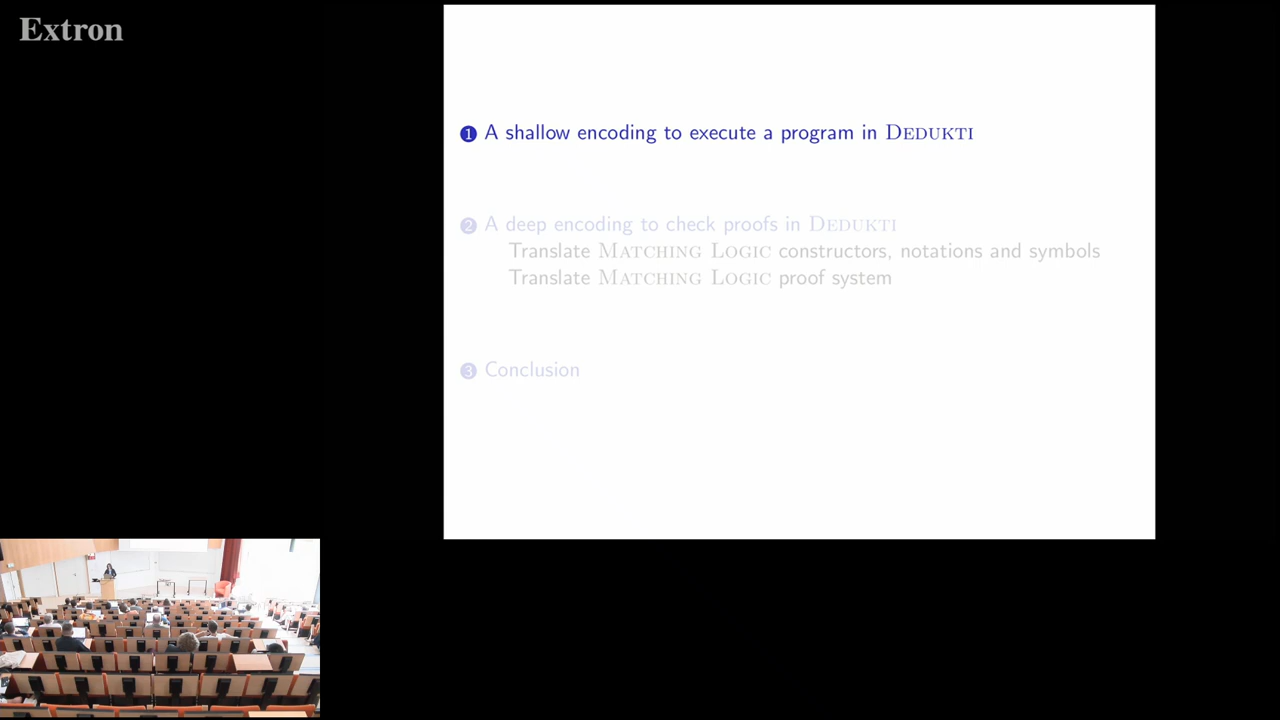 Extron
1 A shallow encoding to execute a program in DEDUKTI
2 A deep encoding to check proofs in DEDUKTI
Translate MATCHING LOGIC constructors, notations and symbols
Translate MATCHING LOGIC proof system
3 Conclusion